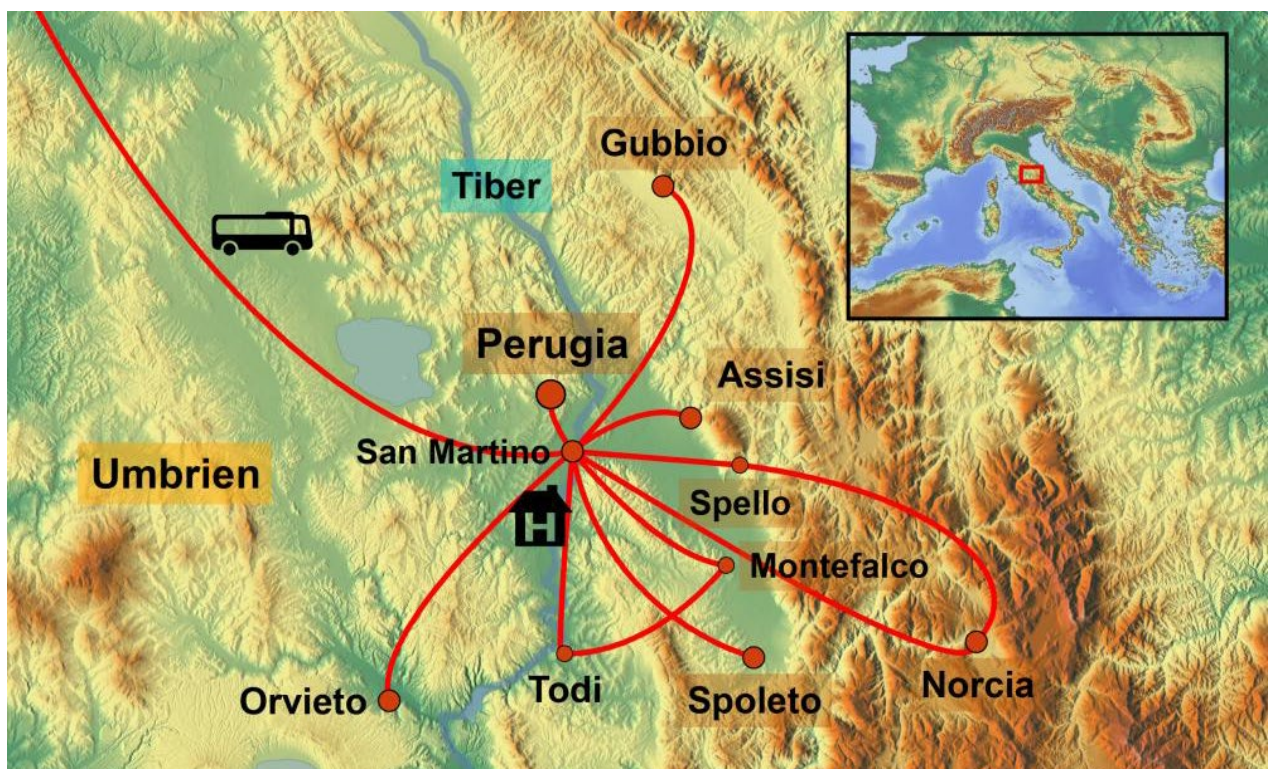 Gubbio
Tiber
Perugia
Assisi
San Martino
Umbrien
Spello
H
Montefalco
Todi
Spoleto
Norcia
Orvieto